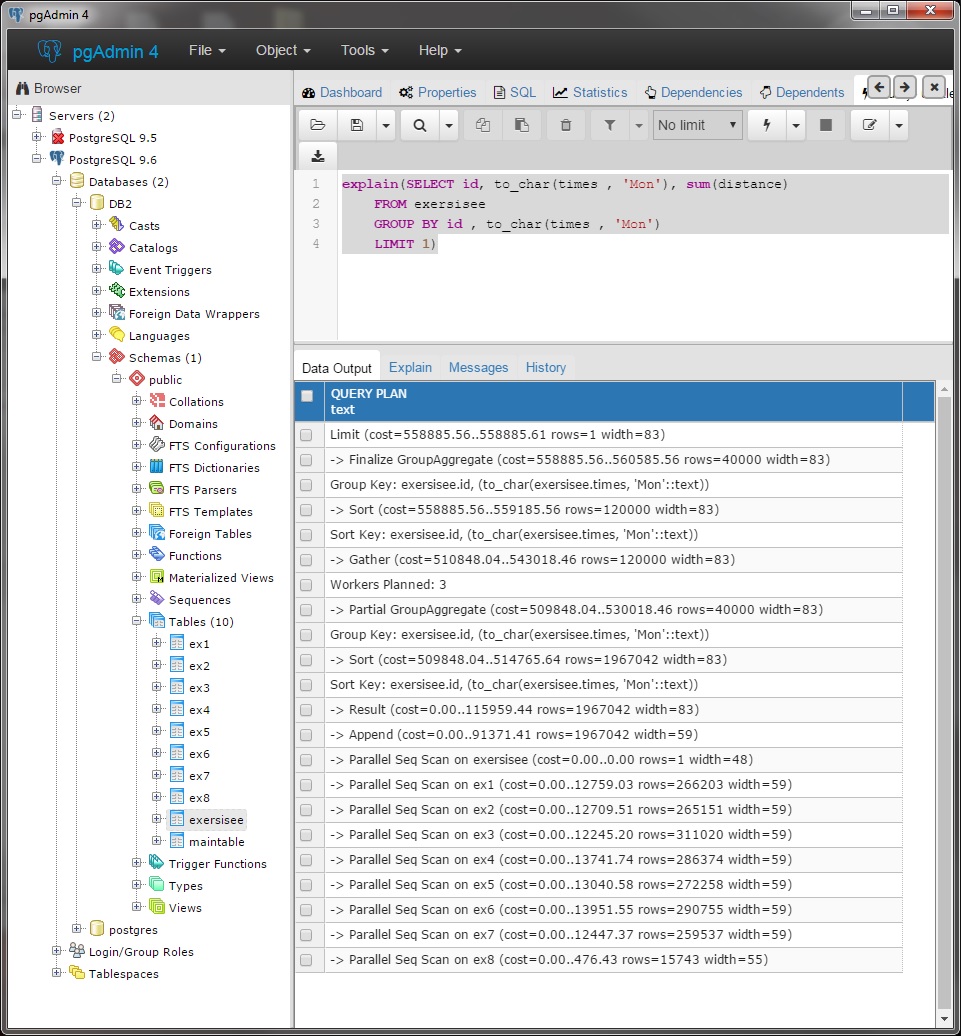 pgAdmin 4
pgAdmin 4 File Object Tools Help
Browser
Servers (2)
PostgreSQL 9.5
PostgreSQL 9.6
Databases (2)
DB2
Casts
Catalogs
Event Triggers
Extensions
Foreign Data Wrappers
Languages
Schemas (1)
public
Collations
Domains
FTS Configurations
FTS Dictionaries
FTS Parsers
FTS Templates
Foreign Tables
Functions
Materialized Views
Sequences
Tables (10)
ex1
ex2
ex3
ex4
ex5
ex6
ex7
ex8
exersisee
maintable
Trigger Functions
Types
Views
postgres
Login/Group Roles
Tablespaces
Dashboard Properties SQL Statistics Dependencies Dependents
No limit
1 explain(SELECT id, to_char(times , 'Mon'), sum(distance)
2 FROM exersisee
3 GROUP BY id , to_char(times , 'Mon')
4 LIMIT 1)
Data Output Explain Messages History
QUERY PLAN
text
Limit (cost=558885.56..558885.61 rows=1 width=83)
-> Finalize GroupAggregate (cost=558885.56..560585.56 rows=40000 width=83)
Group Key: exersisee.id, (to_char(exersisee.times, 'Mon'::text))
-> Sort (cost=558885.56..559185.56 rows=120000 width=83)
Sort Key: exersisee.id, (to_char(exersisee.times, 'Mon'::text))
-> Gather (cost=510848.04..543018.46 rows=120000 width=83)
Workers Planned: 3
-> Partial GroupAggregate (cost=509848.04..530018.46 rows=40000 width=83)
Group Key: exersisee.id, (to_char(exersisee.times, 'Mon'::text))
-> Sort (cost=509848.04..514765.64 rows=1967042 width=83)
Sort Key: exersisee.id, (to_char(exersisee.times, 'Mon'::text))
-> Result (cost=0.00..115959.44 rows=1967042 width=83)
-> Append (cost=0.00..91371.41 rows=1967042 width=59)
-> Parallel Seq Scan on exersisee (cost=0.00..0.00 rows=1 width=48)
-> Parallel Seq Scan on ex1 (cost=0.00..12759.03 rows=266203 width=59)
-> Parallel Seq Scan on ex2 (cost=0.00..12709.51 rows=265151 width=59)
-> Parallel Seq Scan on ex3 (cost=0.00..12245.20 rows=311020 width=59)
-> Parallel Seq Scan on ex4 (cost=0.00..13741.74 rows=286374 width=59)
-> Parallel Seq Scan on ex5 (cost=0.00..13040.58 rows=272258 width=59)
-> Parallel Seq Scan on ex6 (cost=0.00..13951.55 rows=290755 width=59)
-> Parallel Seq Scan on ex7 (cost=0.00..12447.37 rows=259537 width=59)
-> Parallel Seq Scan on ex8 (cost=0.00..476.43 rows=15743 width=55)